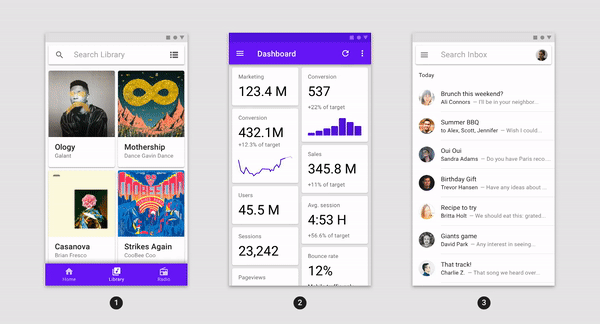 Search Library
Ology
Galant
Mothership
Dance Gavin Dance
Casanova
Brian Fallon
Strikes Again
CooBee Coo
Home
Library
Radio
1
Dashboard
Marketing
123.4 M
Conversion
432.1M
+12.3% of target
Users
45.5 M
Sessions
23,242
Pageviews
Conversion
537
+22% of target
Sales
345.8 M
+11% of target
Avg. session
4:53 H
+56.6% of target
Bounce rate
12%
2
Search Inbox
Today
Brunch this weekend?
Ali Connors — I'll be in your neighbor...
Summer BBQ
to Alex, Scott, Jennifer — Wish I could...
Oui Oui
Sandra Adams — Do you have Paris reco...
Birthday Gift
Trevor Hansen — Have any ideas about...
Recipe to try
Britta Holt — We should eat this: grated...
Giants game
David Park — Any interest in seeing...
That track!
Charlie Z. — That song we heard over...
3